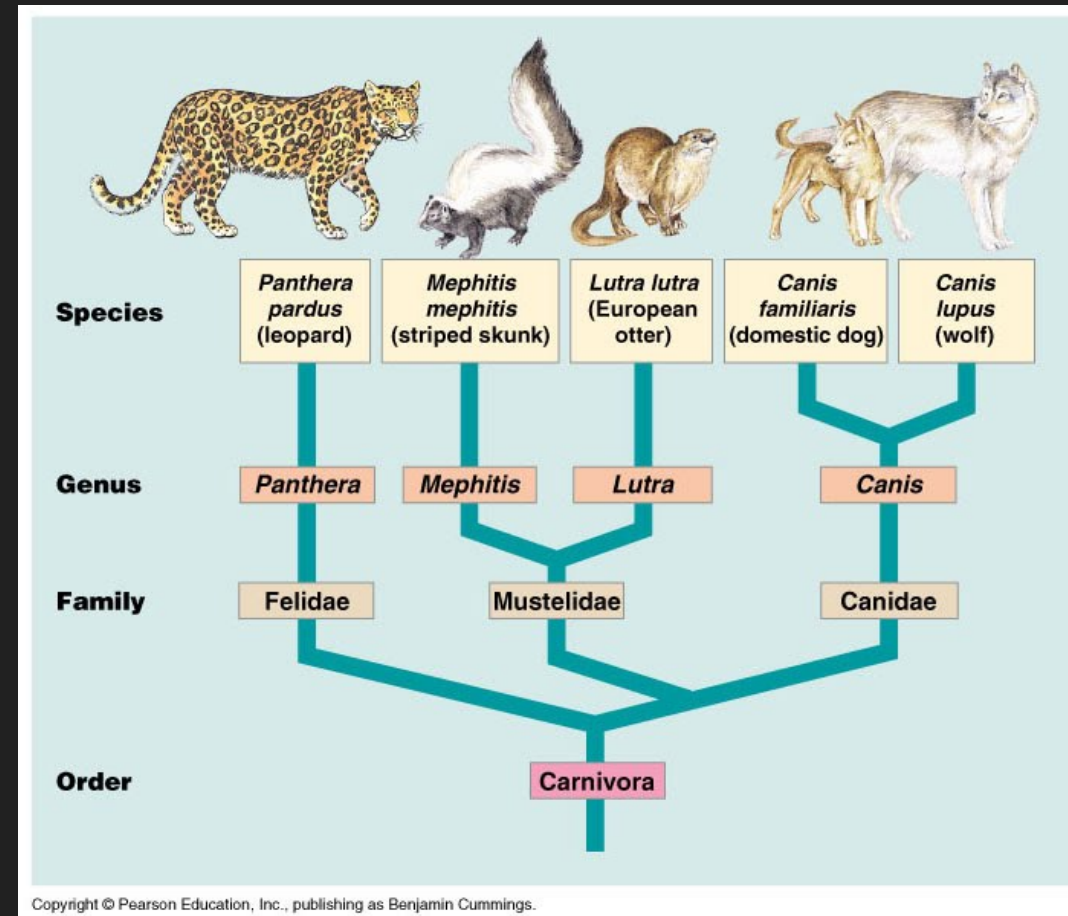 Species
Panthera
pardus
(leopard)
Mephitis
mephitis
(striped skunk)
Lutra lutra
(European
otter)
Canis
familiaris
(domestic dog)
Canis
lupus
(wolf)
Genus
Panthera
Mephitis
Lutra
Canis
Family
Felidae
Mustelidae
Canidae
Order
Carnivora
Copyright © Pearson Education, Inc., publishing as Benjamin Cummings.